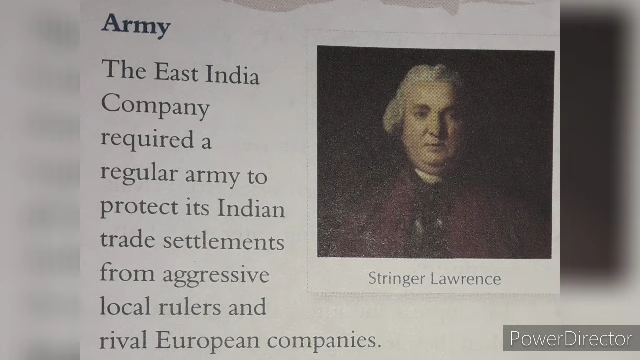 Army
The East India
Company
required a
regular army to
protect its Indian
trade settlements
from aggressive
local rulers and
rival European companies.
Stringer Lawrence
PowerDirector